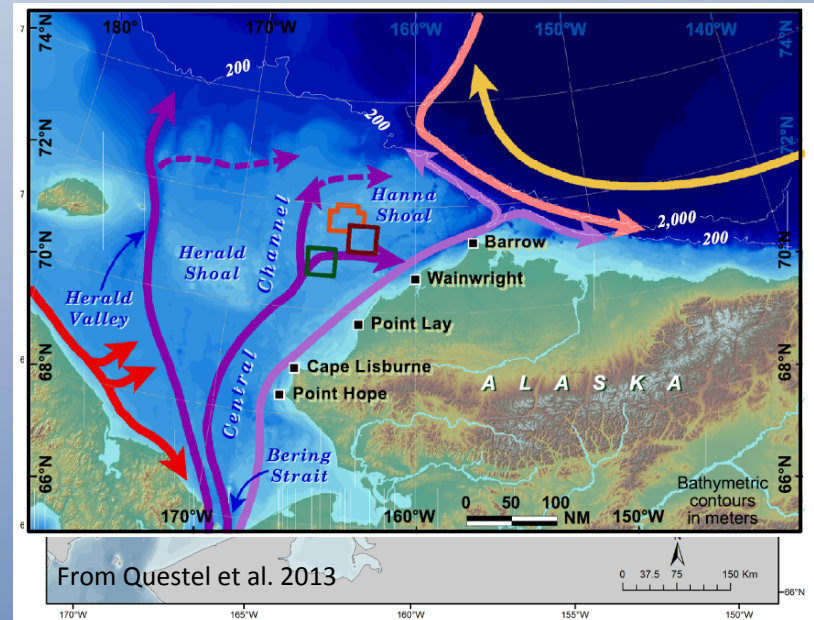 180°
170°W
160°W
150°W
140°W
74°N
74°N
200
200
72°N
72°N
Hanna
Shoal
2,000
200
Channel
Barrow
70°N
70°N
Herald
Shoal
Wainwright
Herald
Valley
Point Lay
68°N
68°N
Central
Cape Lisburne
ALASKA
Point Hope
Bering
Strait
66°N
66°N
Bathymetric
contours
in meters
0 50 100
NM
170°W
160°W
150°W
From Questel et al. 2013
N
0 37.5 75 150 Km
66°N
170°W
165°W
160°W
155°W
150°W